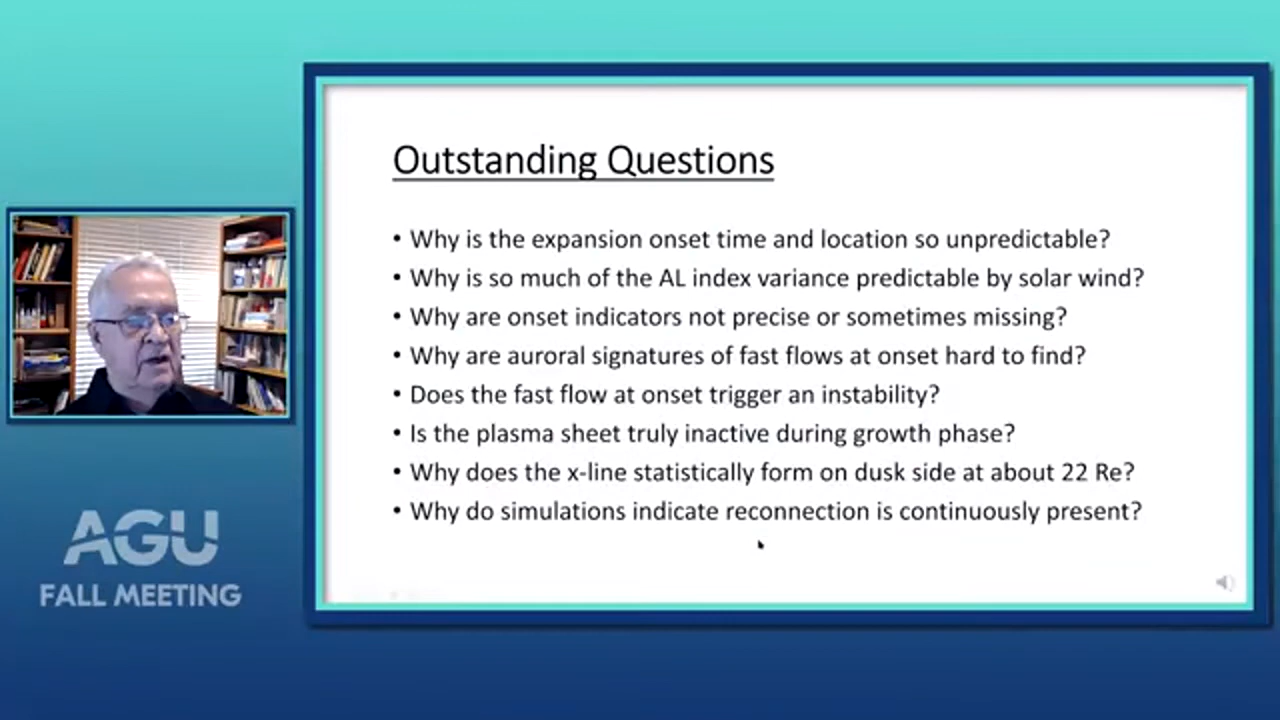 Outstanding Questions
• Why is the expansion onset time and location so unpredictable?
• Why is so much of the AL index variance predictable by solar wind?
• Why are onset indicators not precise or sometimes missing?
• Why are auroral signatures of fast flows at onset hard to find?
• Does the fast flow at onset trigger an instability?
• Is the plasma sheet truly inactive during growth phase?
• Why does the x-line statistically form on dusk side at about 22 Re?
• Why do simulations indicate reconnection is continuously present?
AGU
FALL MEETING